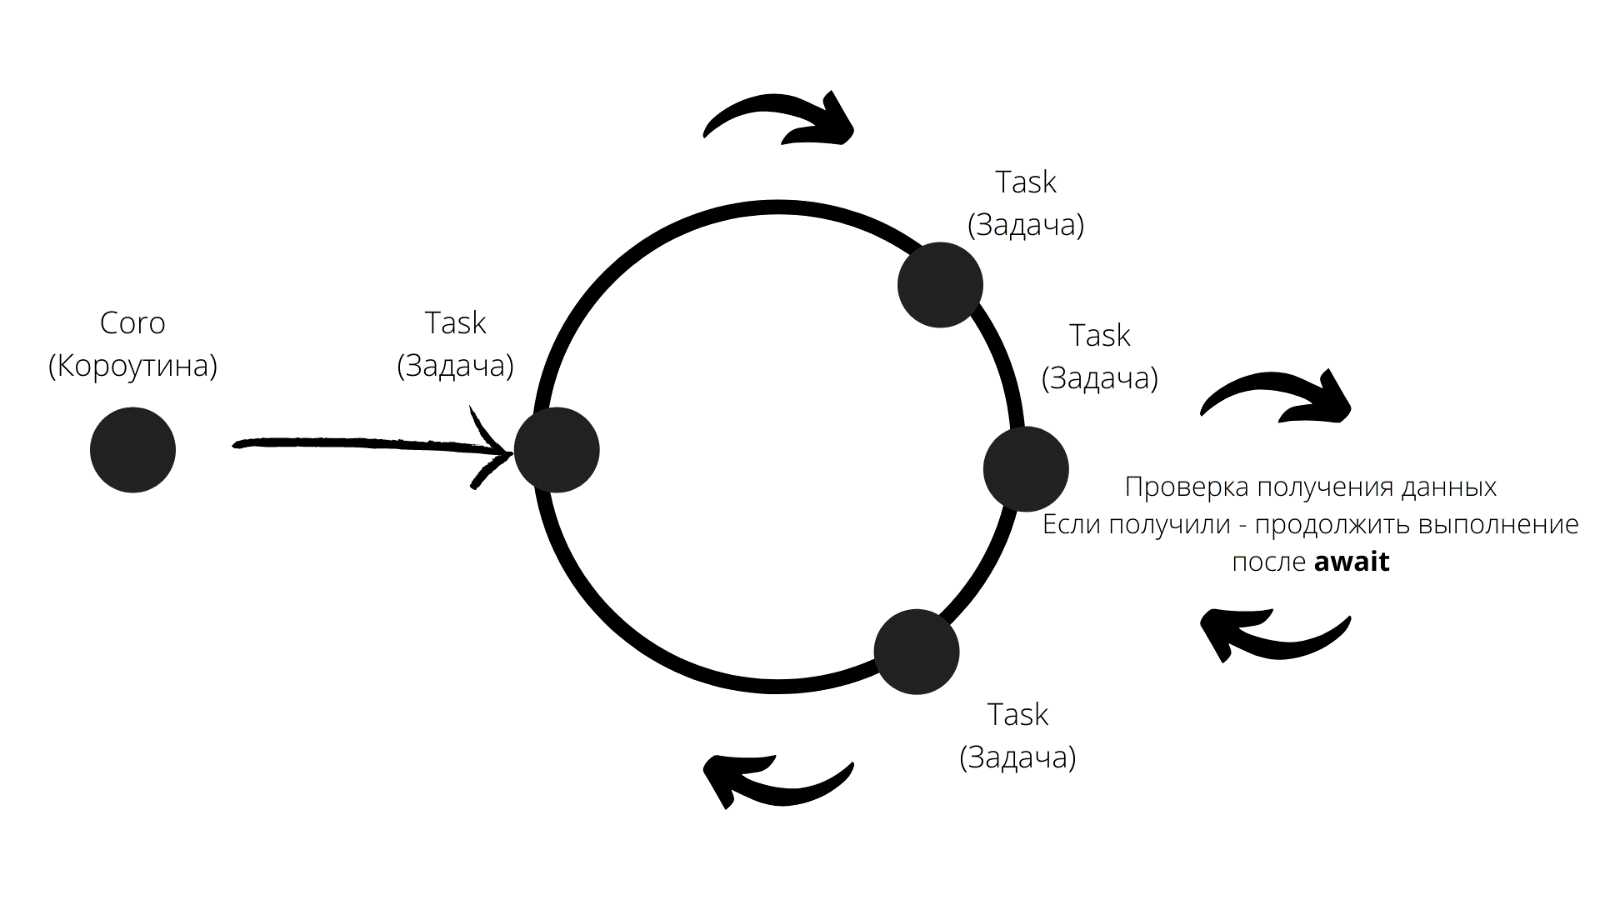 Task
(Задача)
Coro
(Короутина)
Task
(Задача)
Task
(Задача)
Проверка получения данных
Если получили - продолжить выполнение
после await
Task
(Задача)